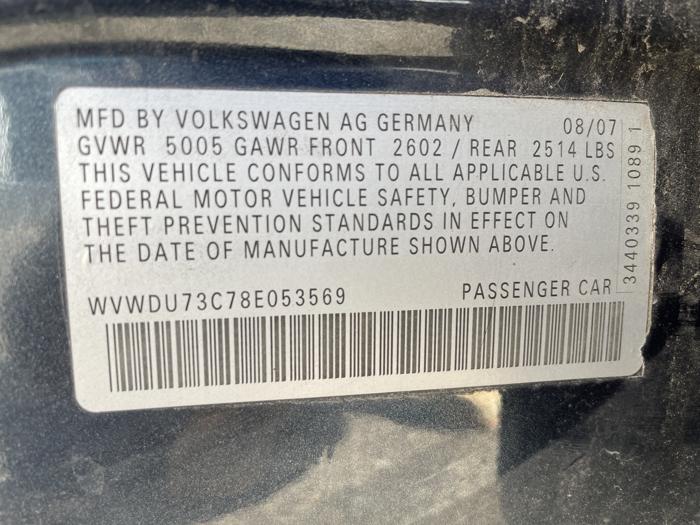 MFD BY VOLKSWAGEN AG GERMANY 08/07
GVWR 5005 GAWR FRONT 2602 / REAR 2514 LBS
THIS VEHICLE CONFORMS TO ALL APPLICABLE U.S.
FEDERAL MOTOR VEHICLE SAFETY, BUMPER AND
THEFT PREVENTION STANDARDS IN EFFECT ON
THE DATE OF MANUFACTURE SHOWN ABOVE.
WVWDU73C78E053569 PASSENGER CAR
3440339 1089 1